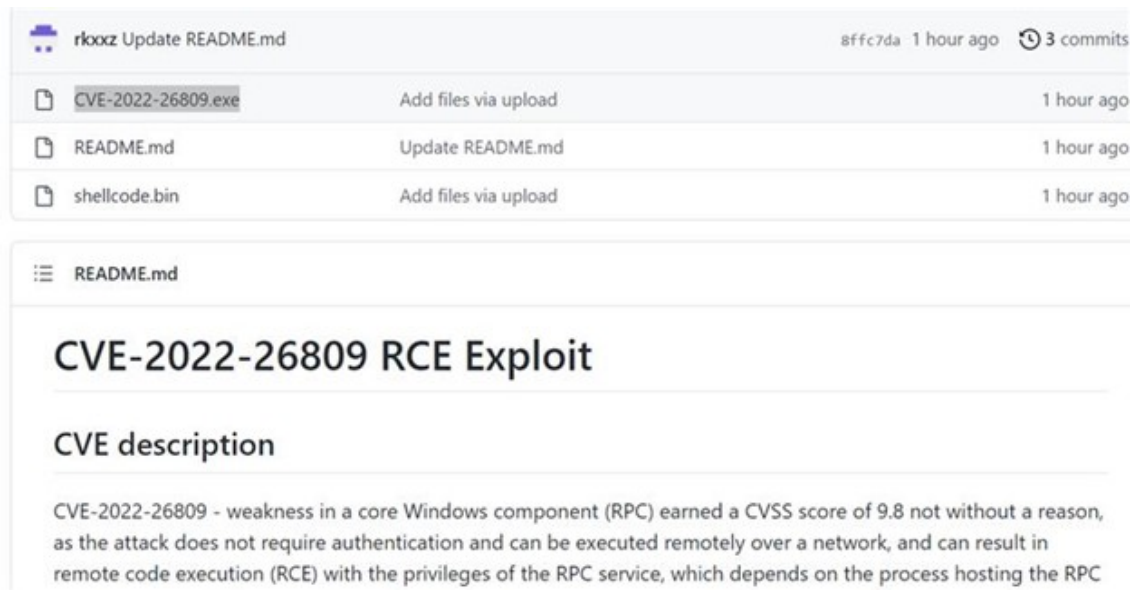 rkxxz Update README.md 8ffc7da 1 hour ago 3 commits
CVE-2022-26809.exe Add files via upload 1 hour ago
README.md Update README.md 1 hour ago
shellcode.bin Add files via upload 1 hour ago
README.md
CVE-2022-26809 RCE Exploit
CVE description
CVE-2022-26809 - weakness in a core Windows component (RPC) earned a CVSS score of 9.8 not without a reason,
as the attack does not require authentication and can be executed remotely over a network, and can result in
remote code execution (RCE) with the privileges of the RPC service, which depends on the process hosting the RPC